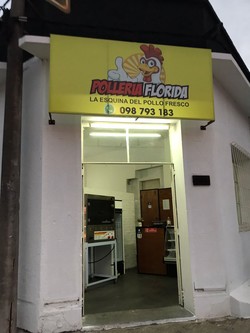 POLLERIA FLORIDA
LA ESQUINA DEL POLLO FRESCO
098 793 183